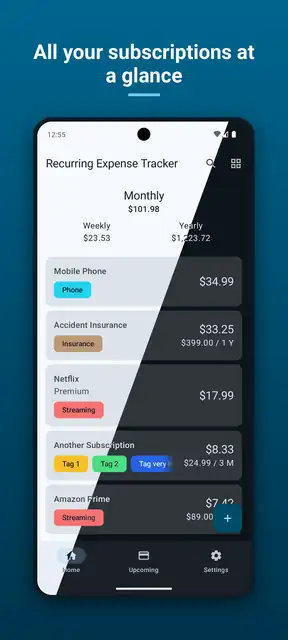 All your subscriptions at
a glance
12:55
Recurring Expense Tracker
Monthly
$101.98
Weekly
Yearly
$23.53
$1,223.72
Mobile Phone
Phone
$34.99
Accident Insurance
Insurance
$33.25
$399.00 / 1 Y
Netflix
Premium
Streaming
$17.99
Another Subscription
Tag 1
Tag 2
Tag very
$8.33
$24.99 / 3 M
Amazon Prime
Streaming
$7.42
$89.00
Home
Upcoming
Settings